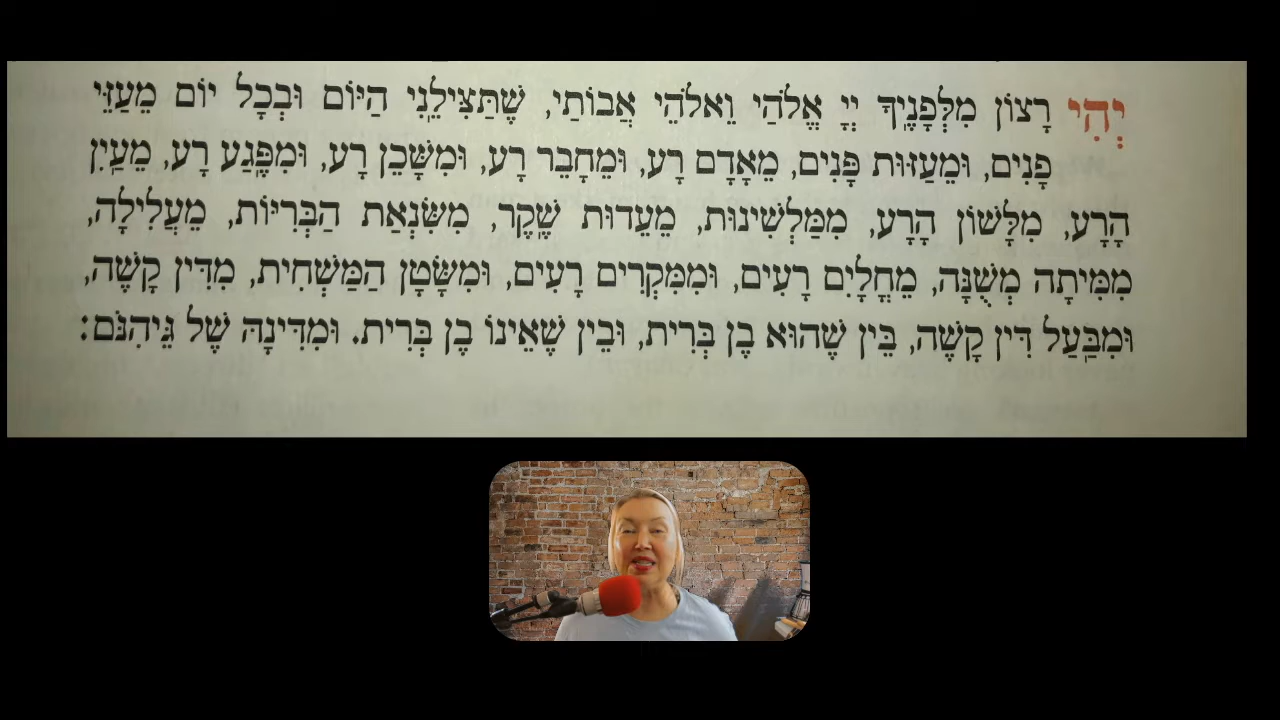 יְהִי רָצוֹן מִלְּפָנֶיךָ יְיָ אֱלֹהַי וֵאלֹהֵי אֲבוֹתַי, שֶׁתַּצִּילֵנִי הַיּוֹם וּבְכָל יוֹם מֵעַזֵּי
פָנִים, וּמֵעַזּוּת פָּנִים, מֵאָדָם רָע, וּמֵחָבֵר רָע, וּמִשָּׁכֵן רָע, וּמִפֶּגַע רָע, מֵעַיִן
הָרָע, מִלָּשׁוֹן הָרָע, מִמַּלְשִׁינוּת, מֵעֵדוּת שֶׁקֶר, מִשִּׂנְאַת הַבְּרִיּוֹת, מֵעֲלִילָה,
מִמִּיתָה מְשֻׁנָּה, מֵחֳלָיִם רָעִים, וּמִמִּקְרִים רָעִים, וּמִשָּׂטָן הַמַּשְׁחִית, מִדִּין קָשֶׁה,
וּמִבַּעַל דִּין קָשֶׁה, בֵּין שֶׁהוּא בֶן בְּרִית, וּבֵין שֶׁאֵינוֹ בֶן בְּרִית. וּמִדִּינָהּ שֶׁל גֵּיהִנֹּם: